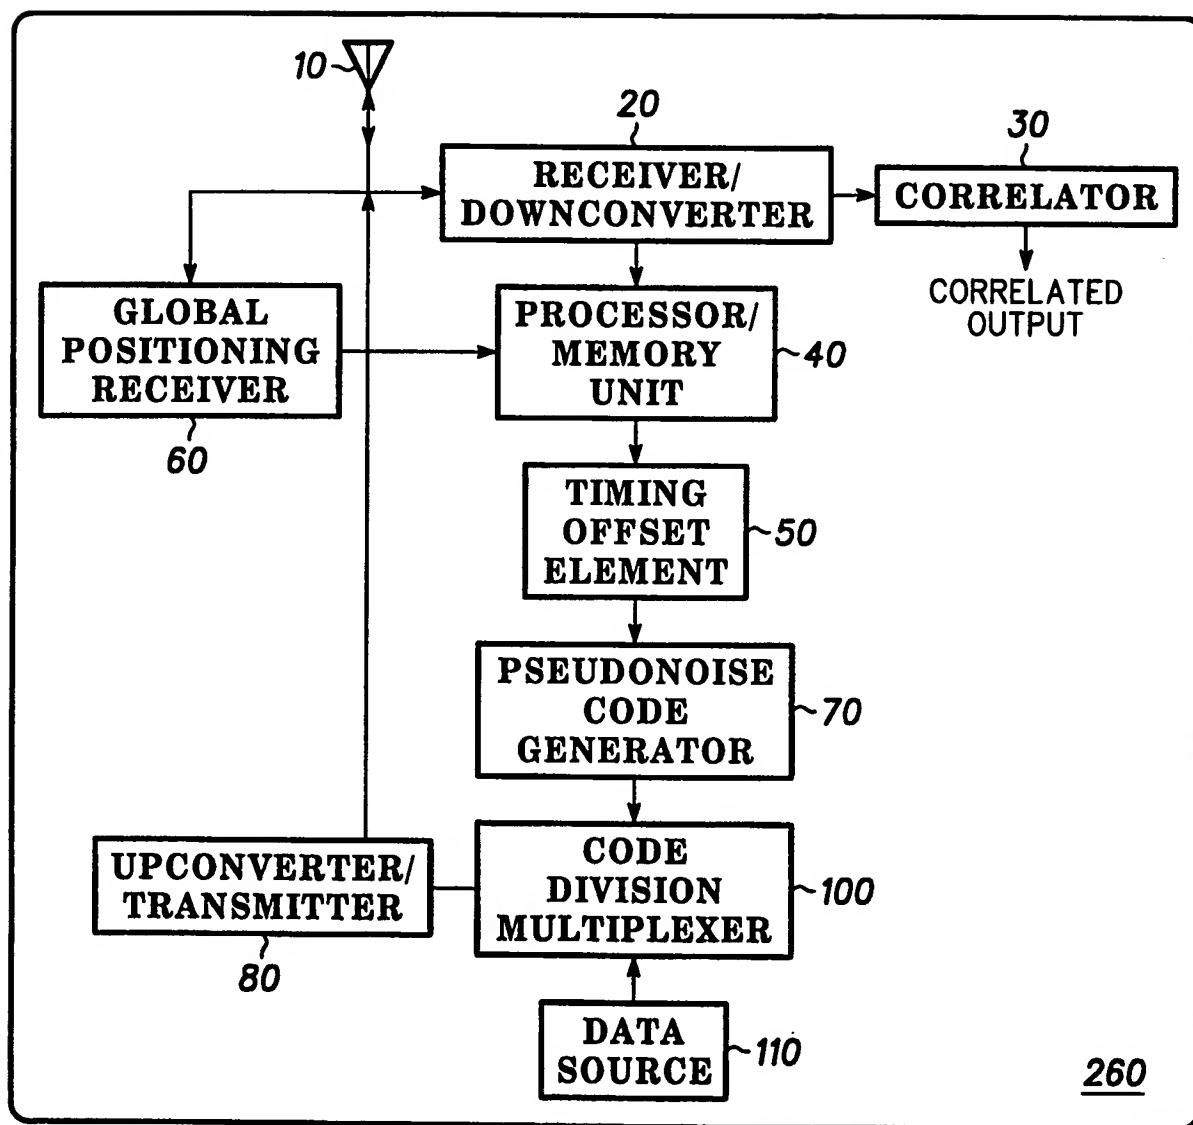 10
20
30
RECEIVER/
DOWNCONVERTER
CORRELATOR
CORRELATED
OUTPUT
GLOBAL
POSITIONING
RECEIVER
60
PROCESSOR/
MEMORY
UNIT
40
TIMING
OFFSET
ELEMENT
50
PSEUDONOISE
CODE
GENERATOR
70
UPCONVERTER/
TRANSMITTER
80
CODE
DIVISION
MULTIPLEXER
100
DATA
SOURCE
110
260